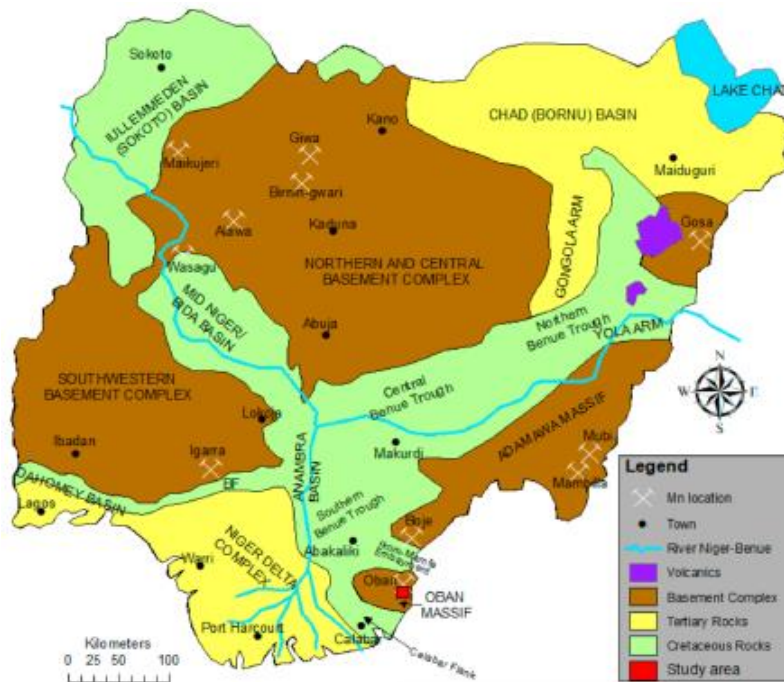 Sokoto
IULLEMMEDEN
(SOKOTO) BASIN
LAKE CHA
CHAD (BORNU) BASIN
Kano
Giwa
Maikujeri
Birnin-gwari
Maiduguri
Alawa
Kaduna
Gosa
GONGOLA ARM
Wasagu
NORTHERN AND CENTRAL
BASEMENT COMPLEX
MID NIGER/
BIDA BASIN
Abuja
Northern
Benue Trough
YOLA ARM
N
W
E
S
SOUTHWESTERN
BASEMENT COMPLEX
Central
Benue Trough
ADAMAWA MASSIF
Lokoja
Ibadan
Igarra
Makurdi
Mubi
Mambilla
ANAMBRA
BASIN
BF
DAHOMEY BASIN
Lagos
Southern
Benue Trough
Boje
Abakaliki
Ikom-Mamfe
Embayment
NIGER DELTA
COMPLEX
Warri
Oban
OBAN
MASSIF
Port Harcourt
Calabar
Calabar Flank
Kilometers
0 25 50 100
Legend
Mn location
Town
River Niger-Benue
Volcanics
Basement Complex
Tertiary Rocks
Cretaceous Rocks
Study area